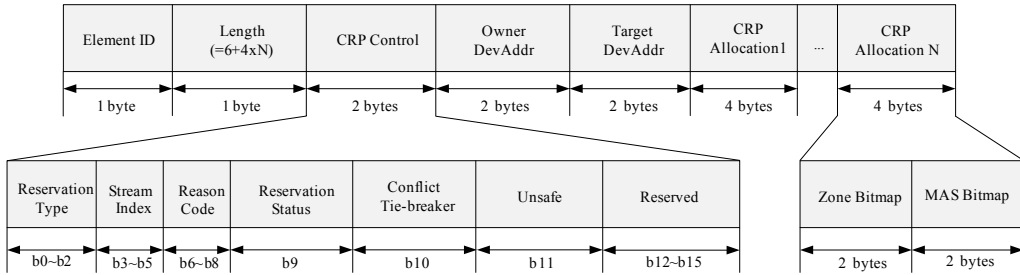 Element ID
Length
(=6+4xN)
CRP Control
Owner
DevAddr
Target
DevAddr
CRP
Allocation1
...
CRP
Allocation N
1 byte
1 byte
2 bytes
2 bytes
2 bytes
4 bytes
4 bytes
Reservation
Type
Stream
Index
Reason
Code
Reservation
Status
Conflict
Tie-breaker
Unsafe
Reserved
Zone Bitmap
MAS Bitmap
b0~b2
b3~b5
b6~b8
b9
b10
b11
b12~b15
2 bytes
2 bytes